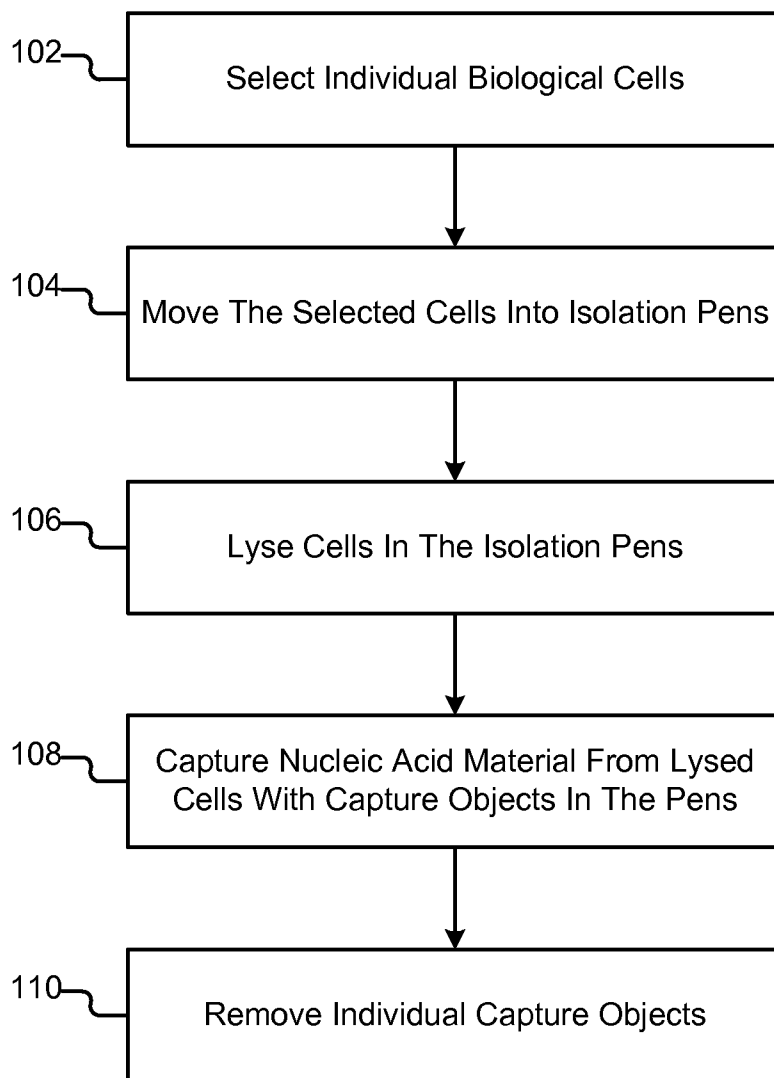 102
Select Individual Biological Cells
104
Move The Selected Cells Into Isolation Pens
106
Lyse Cells In The Isolation Pens
108
Capture Nucleic Acid Material From Lysed
Cells With Capture Objects In The Pens
110
Remove Individual Capture Objects